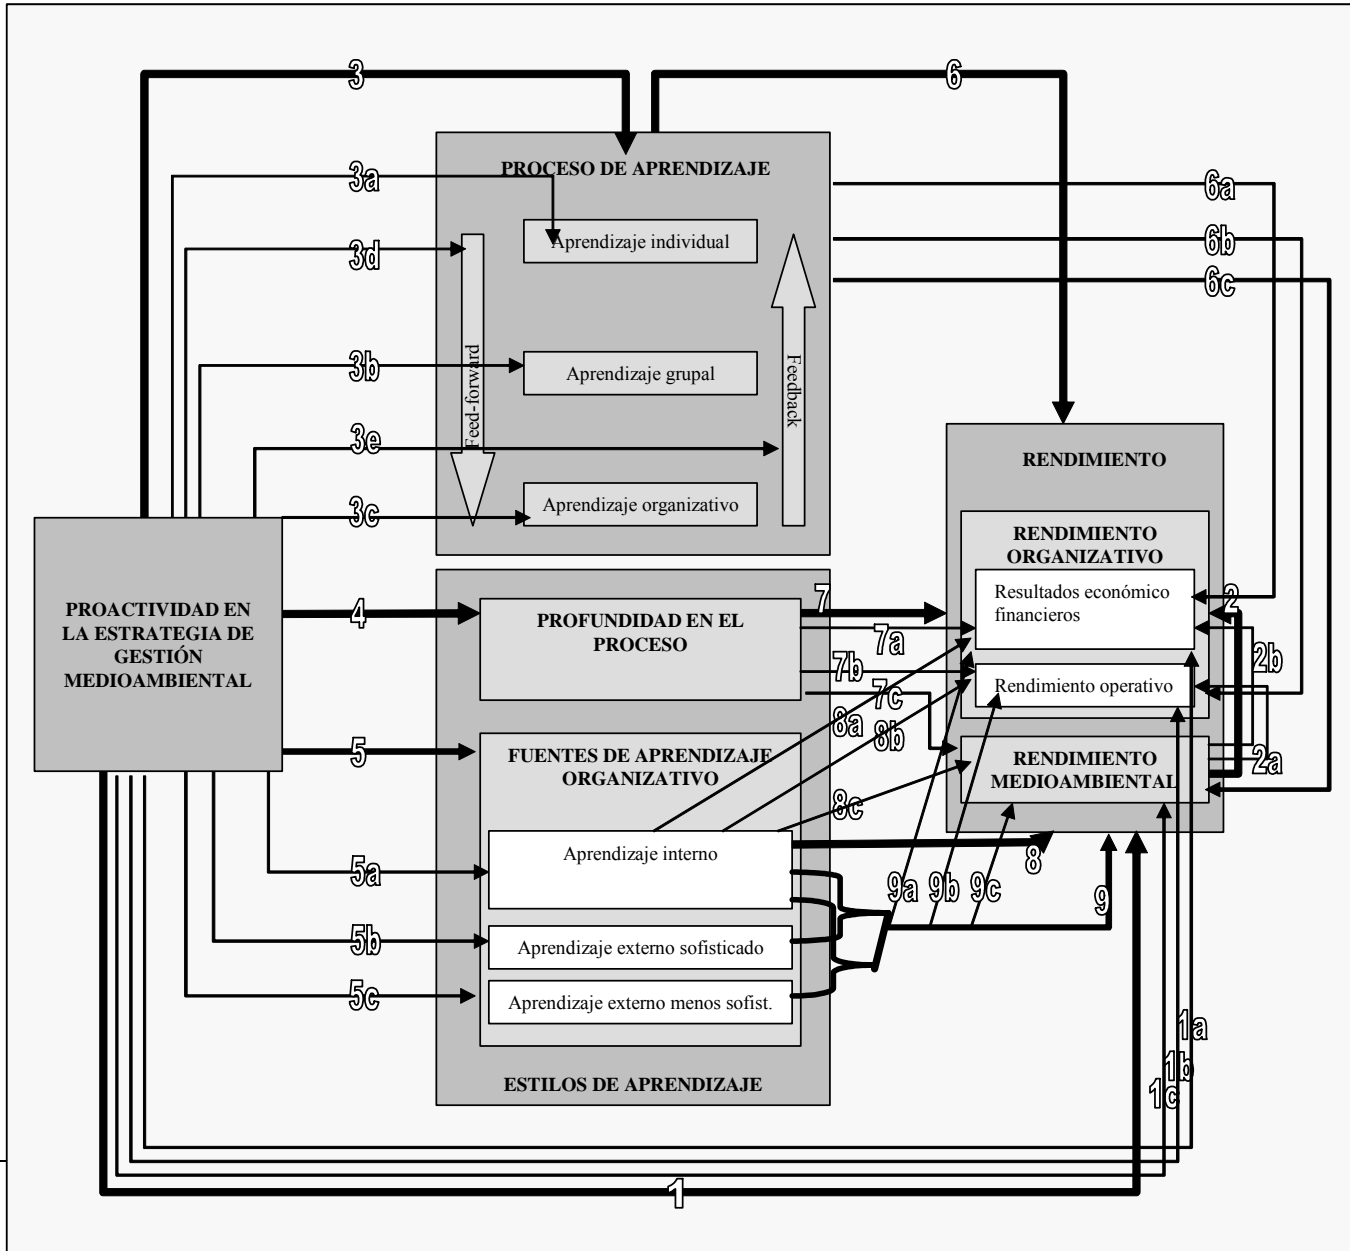 3
6
PROCESO DE APRENDIZAJE
3a
6a
Aprendizaje individual
3d
6b
6c
Feed-forward
Feedback
3b
Aprendizaje grupal
3e
RENDIMIENTO
Aprendizaje organizativo
3c
RENDIMIENTO
ORGANIZATIVO
PROACTIVIDAD EN
LA ESTRATEGIA DE
GESTIÓN
MEDIOAMBIENTAL
4
PROFUNDIDAD EN EL
PROCESO
7
7a
7b
7c
Resultados económico
financieros
2
2b
Rendimiento operativo
8a
8b
5
FUENTES DE APRENDIZAJE
ORGANIZATIVO
RENDIMIENTO
MEDIOAMBIENTAL
2a
8c
Aprendizaje interno
8
5a
9a
9b
9c
9
5b
Aprendizaje externo sofisticado
5c
Aprendizaje externo menos sofist.
1a
1b
1c
ESTILOS DE APRENDIZAJE
1